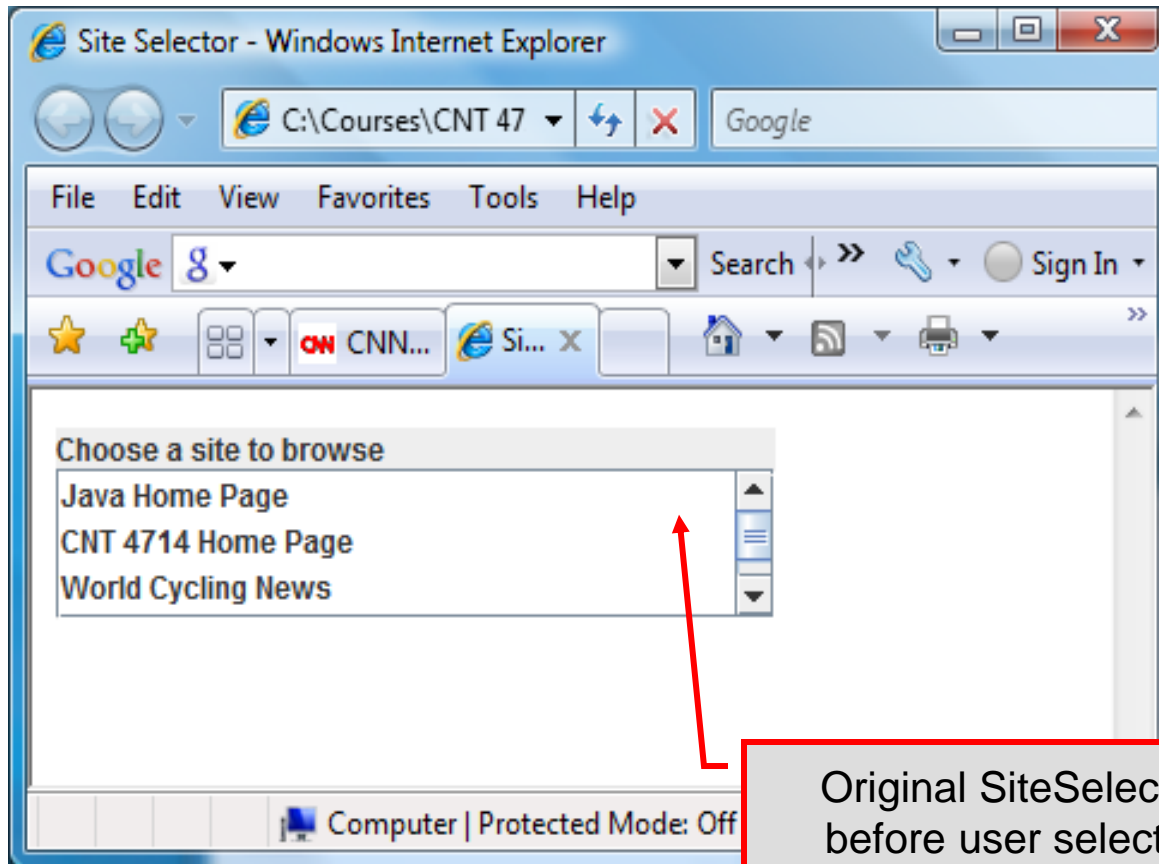 Site Selector - Windows Internet Explorer
C:\Courses\CNT 47
Google
File Edit View Favorites Tools Help
Google g Search » Sign In
CNN... Si... X »
Choose a site to browse
Java Home Page
CNT 4714 Home Page
World Cycling News
Computer | Protected Mode: Off
Original SiteSelec
before user select